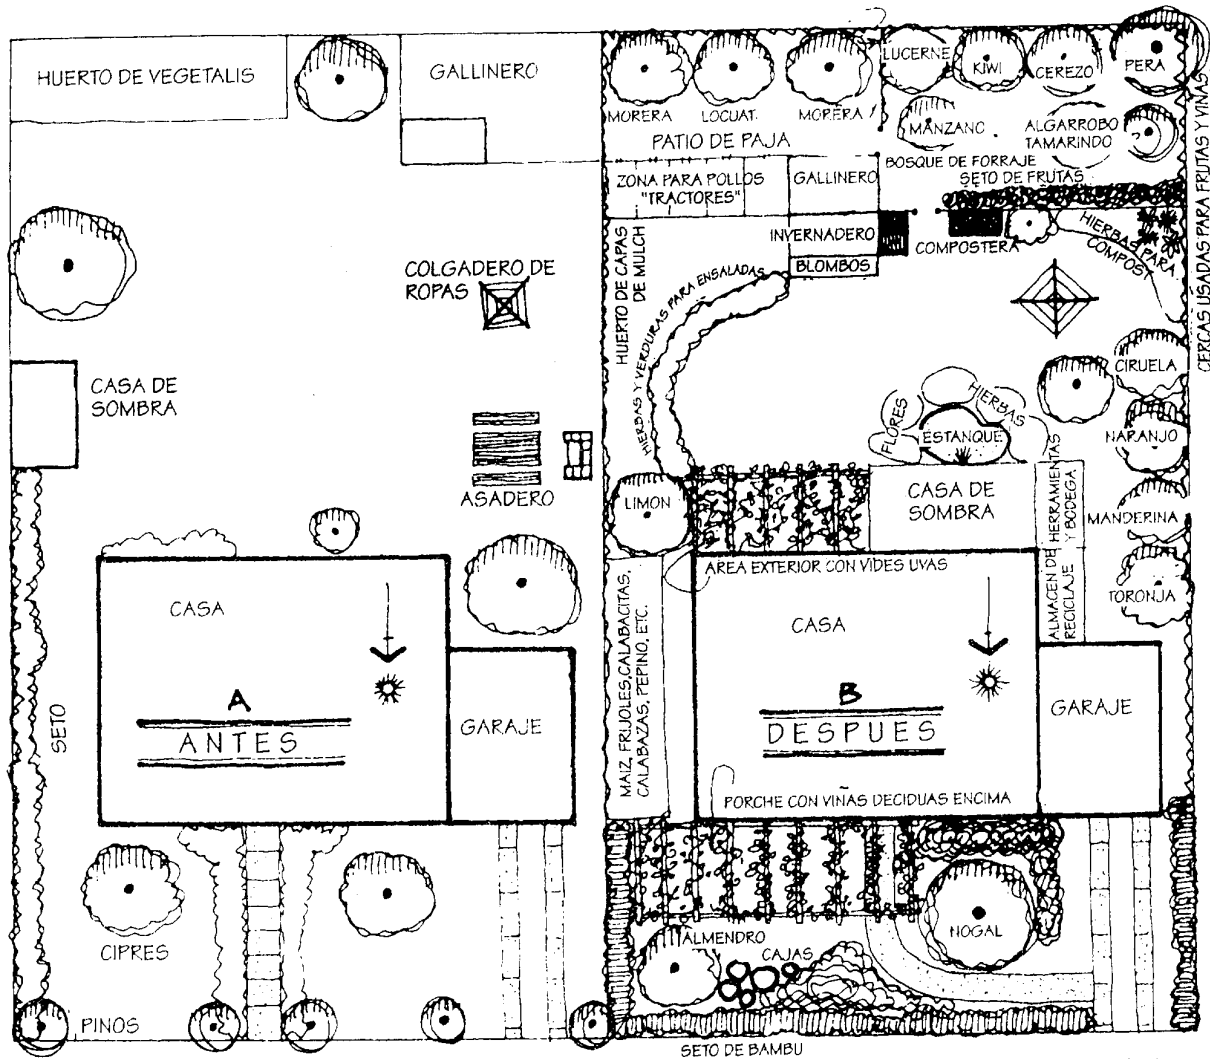 HUERTO DE VEGETALIS
GALLINERO
COLGADERO DE
ROPAS
CASA DE
SOMBRA
ASADERO
CASA
A
ANTES
GARAJE
SETO
CIPRES
PINOS
LUCERNE
KIWI
CEREZO
PERA
MORERA
LOCUAT.
MORERA
MANZANO
ALGARROBO
TAMARINDO
PATIO DE PAJA
BOSQUE DE FORRAJE
SETO DE FRUTAS
ZONA PARA POLLOS
"TRACTORES"
GALLINERO
INVERNADERO
BLOMBOS
COMPOSTERA
HIERBAS PARA
COMPOST
CERCAS USADAS PARA FRUTAS Y VIÑAS
HUERTO DE CAPAS
DE MULCH
HIERBAS Y VERDURAS PARA ENSALADAS
CIRUELA
FLORES
HIERBAS
ESTANQUE
NARANJO
LIMON
CASA DE
SOMBRA
MANDERINA
ALMACEN DE HERRAMIENTAS
RECICLAJE Y BODEGA
TORONJA
AREA EXTERIOR CON VIDES UVAS
MAIZ, FRIJOLES, CALABACITAS,
CALABAZAS, PEPINO, ETC.
CASA
B
DESPUES
GARAJE
PORCHE CON VIÑAS DECIDUAS ENCIMA
ALMENDRO
CAJAS
NOGAL
SETO DE BAMBU